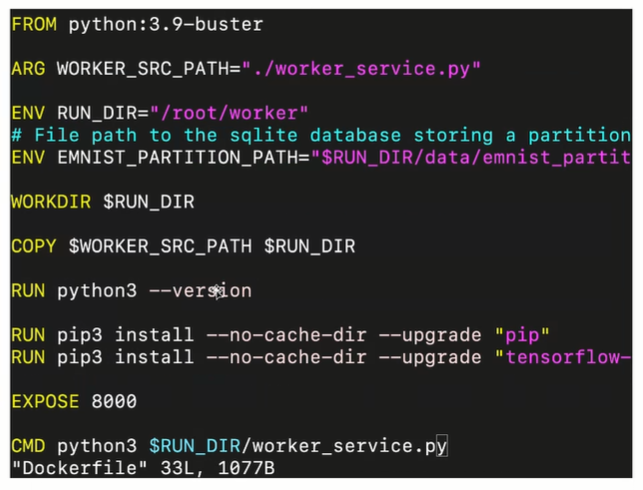 FROM python:3.9-buster
ARG WORKER_SRC_PATH="./worker_service.py"
ENV RUN_DIR="/root/worker"
# File path to the sqlite database storing a partition
ENV EMNIST_PARTITION_PATH="$RUN_DIR/data/emnist_partit
WORKDIR $RUN_DIR
COPY $WORKER_SRC_PATH $RUN_DIR
RUN python3 --version
RUN pip3 install --no-cache-dir --upgrade "pip"
RUN pip3 install --no-cache-dir --upgrade "tensorflow-
EXPOSE 8000
CMD python3 $RUN_DIR/worker_service.py
"Dockerfile" 33L, 1077B